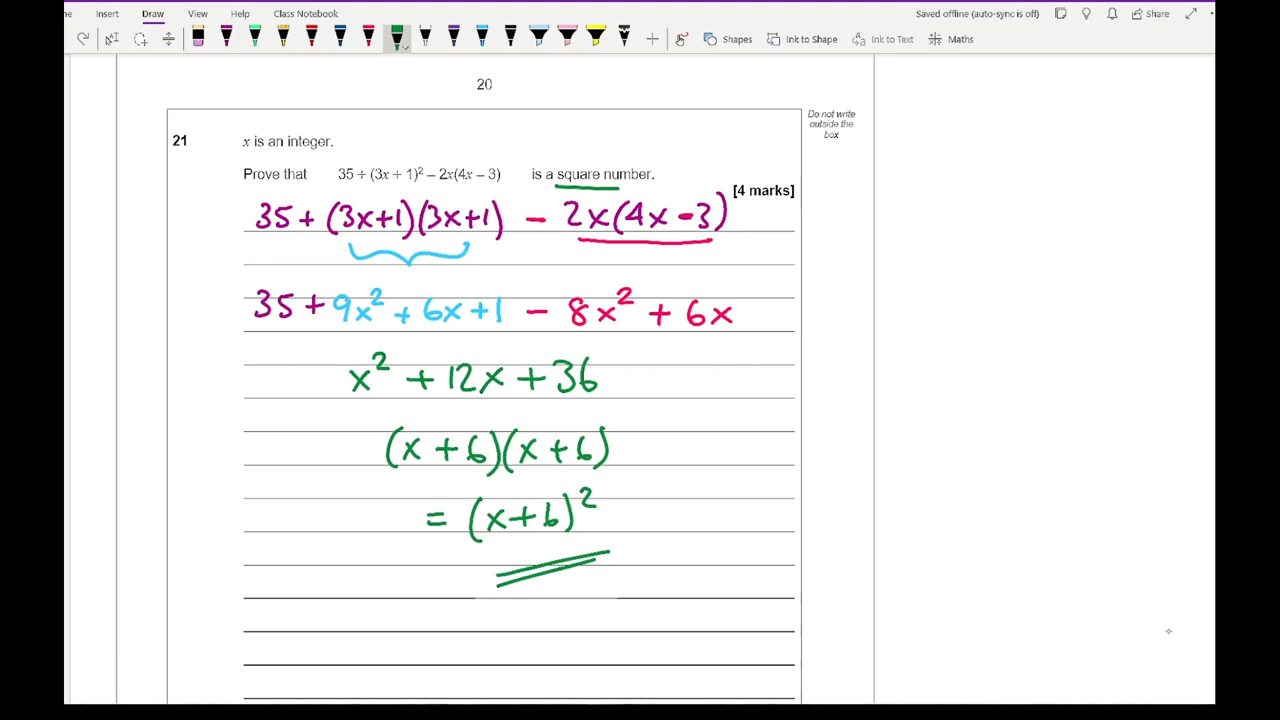 me Insert Draw View Help Class Notebook Saved offline (auto-sync is off) Share
Shapes Ink to Shape Ink to Text Maths
20
Do not write
outside the
box
21 x is an integer.
Prove that 35 + (3x + 1)² – 2x(4x – 3) is a square number.
[4 marks]
35 + (3x+1)(3x+1) - 2x(4x-3)
35 + 9x² + 6x + 1 - 8x² + 6x
x² + 12x + 36
(x + 6)(x + 6)
= (x+6)²